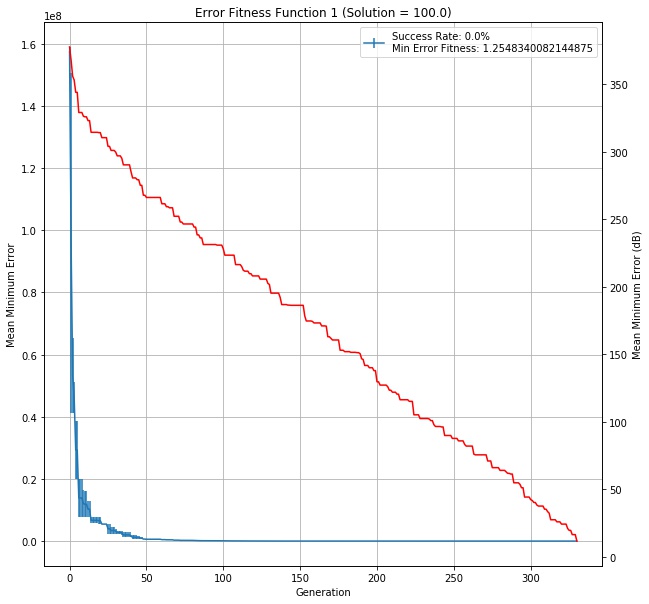 Error Fitness Function 1 (Solution = 100.0)
1e8
Success Rate: 0.0%
Min Error Fitness: 1.2548340082144875
1.6
1.4
1.2
1.0
0.8
0.6
0.4
0.2
0.0
Mean Minimum Error
350
300
250
200
150
100
50
0
Mean Minimum Error (dB)
0 50 100 150 200 250 300
Generation